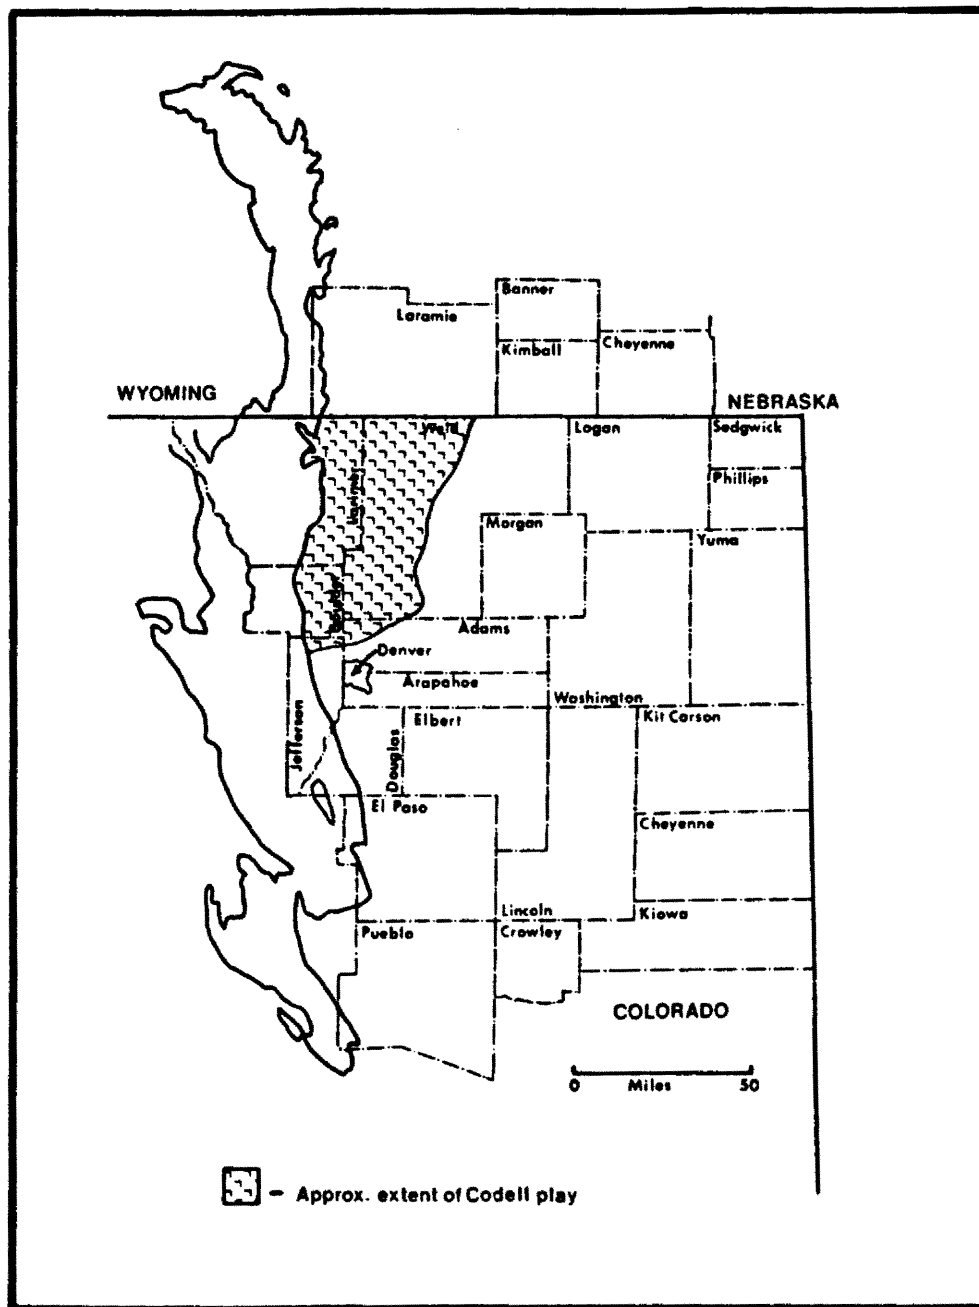 Banner
Laramie
Kimball
Cheyenne
WYOMING
NEBRASKA
Weld
Logan
Sedgwick
Larimer
Phillips
Morgan
Yuma
Boulder
Adams
Denver
Arapahoe
Washington
Elbert
Kit Carson
Jefferson
Douglas
El Paso
Cheyenne
Lincoln
Kiowa
Pueblo
Crowley
COLORADO
0 Miles 50
- Approx. extent of Codell play